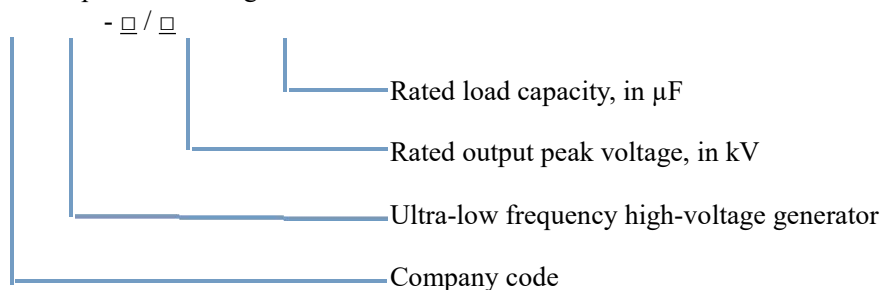 - □ / □
Rated load capacity, in µF
Rated output peak voltage, in kV
Ultra-low frequency high-voltage generator
Company code